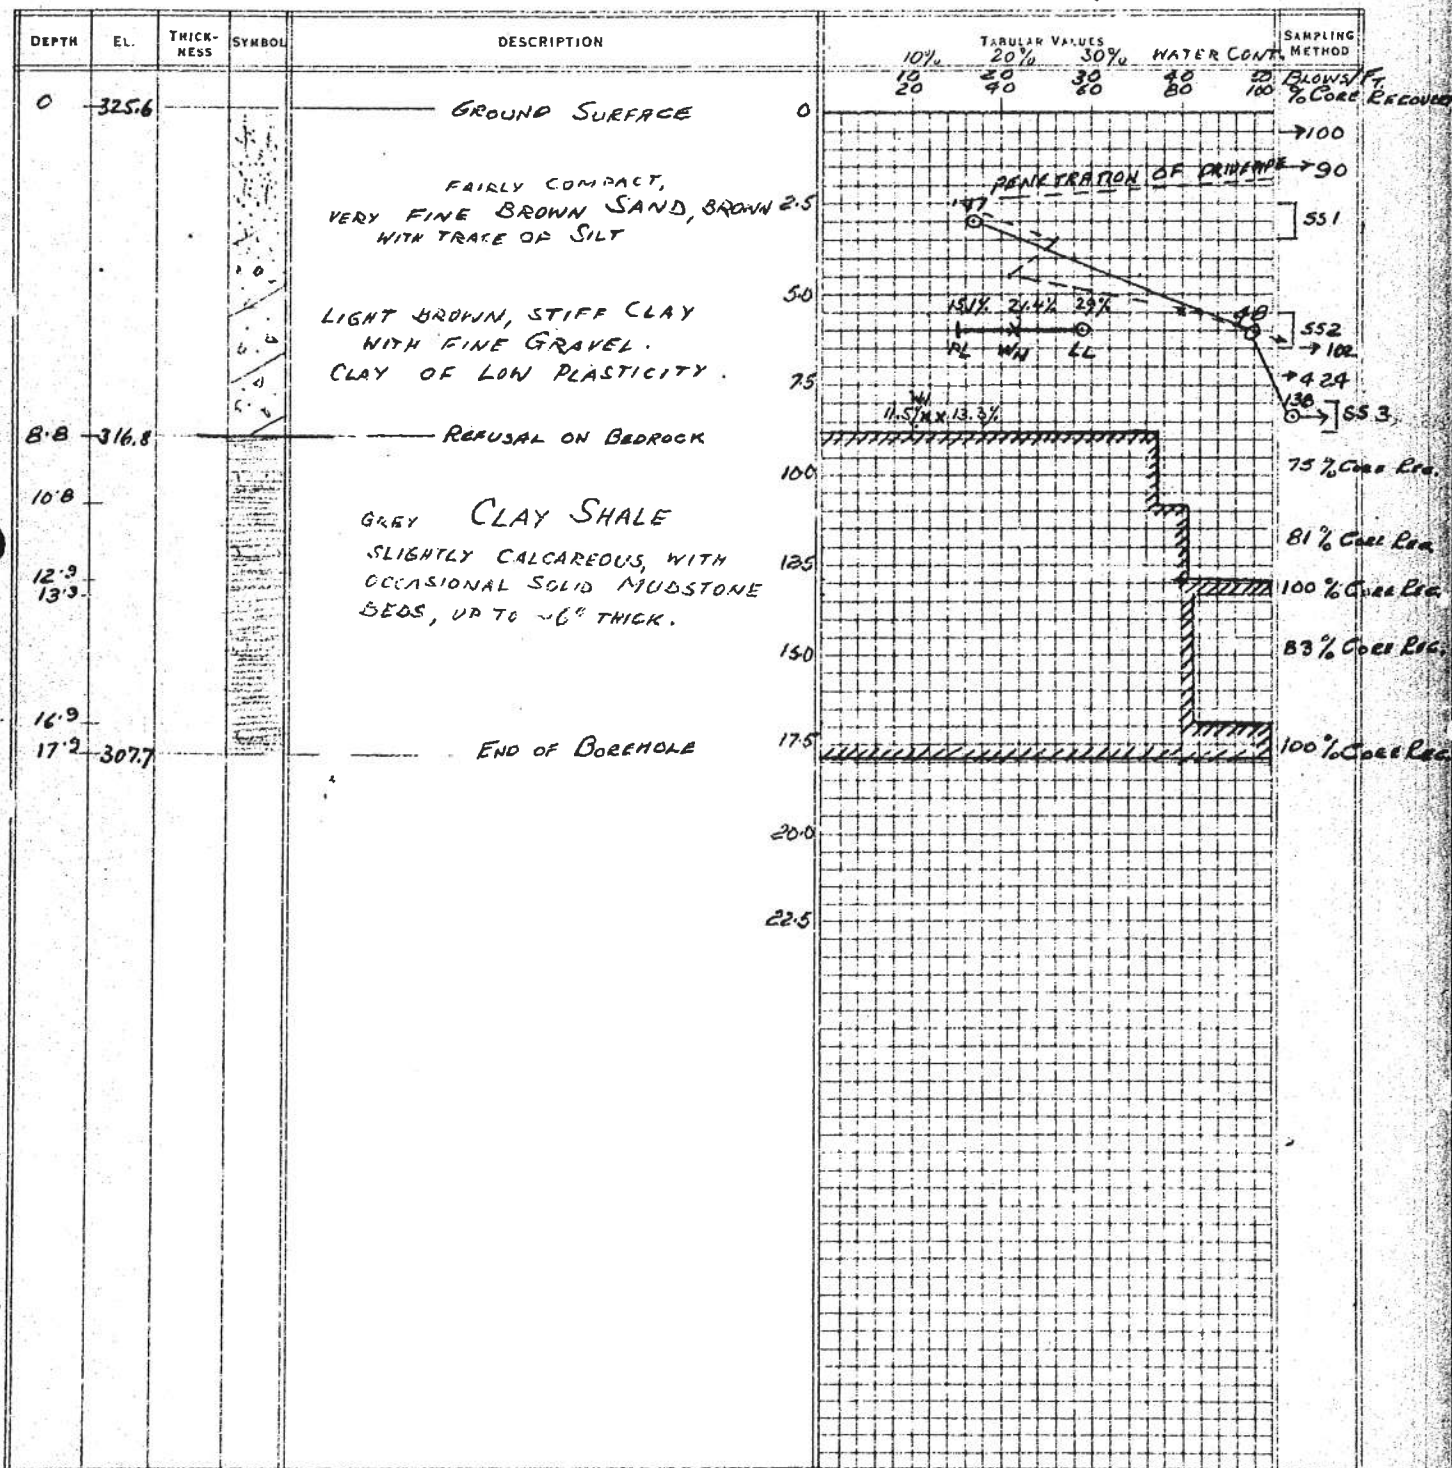 DEPTH EL. THICK-NESS SYMBOL DESCRIPTION TABULAR VALUES SAMPLING METHOD
10% 20% 30% WATER CONT.
10 20 30 40 50 BLOWS/FT.
20 40 60 80 100 % CORE RECOVERED
0 325.6 GROUND SURFACE 0
→100
PENETRATION OF DRIVEPIPE →90
FAIRLY COMPACT,
VERY FINE BROWN SAND, BROWN 2.5 SS1
WITH TRACE OF SILT
5.0
15.1% 21.4% 29% 48
LIGHT BROWN, STIFF CLAY SS2
WITH FINE GRAVEL. PL WN LL →102
CLAY OF LOW PLASTICITY. 7.5 →424
WN 138
11.5% XX 13.3% SS3
8.8 316.8 REFUSAL ON BEDROCK
10.0 75% CORE REC.
10.8
GREY CLAY SHALE
81% CORE REC.
SLIGHTLY CALCAREOUS, WITH 12.5
12.9 OCCASIONAL SOLID MUDSTONE
13.3 100% CORE REC.
BEDS, UP TO ~6" THICK.
15.0 83% CORE REC.
16.9
17.9 307.7 END OF BOREHOLE 17.5 100% CORE REC.
20.0
22.5